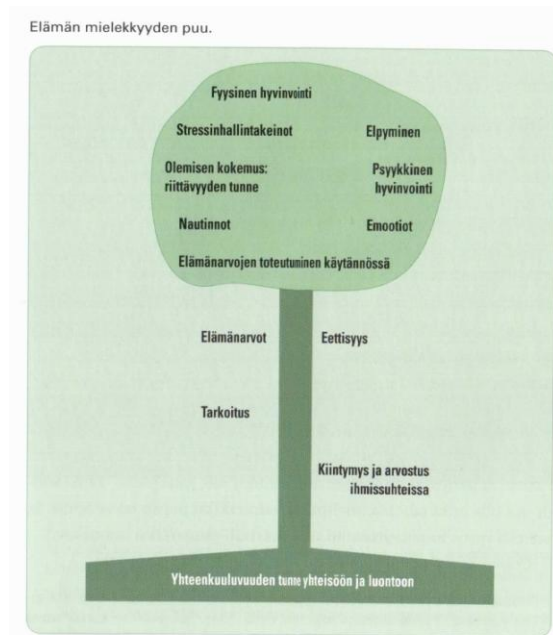 Elämän mielekkyyden puu.
Fyysinen hyvinvointi
Stressinhallintakeinot
Elpyminen
Olemisen kokemus:
riittävyyden tunne
Psyykkinen
hyvinvointi
Nautinnot
Emootiot
Elämänarvojen toteutuminen käytännössä
Elämänarvot
Eettisyys
Tarkoitus
Kiintymys ja arvostus
ihmissuhteissa
Yhteenkuuluvuuden tunne yhteisöön ja luontoon